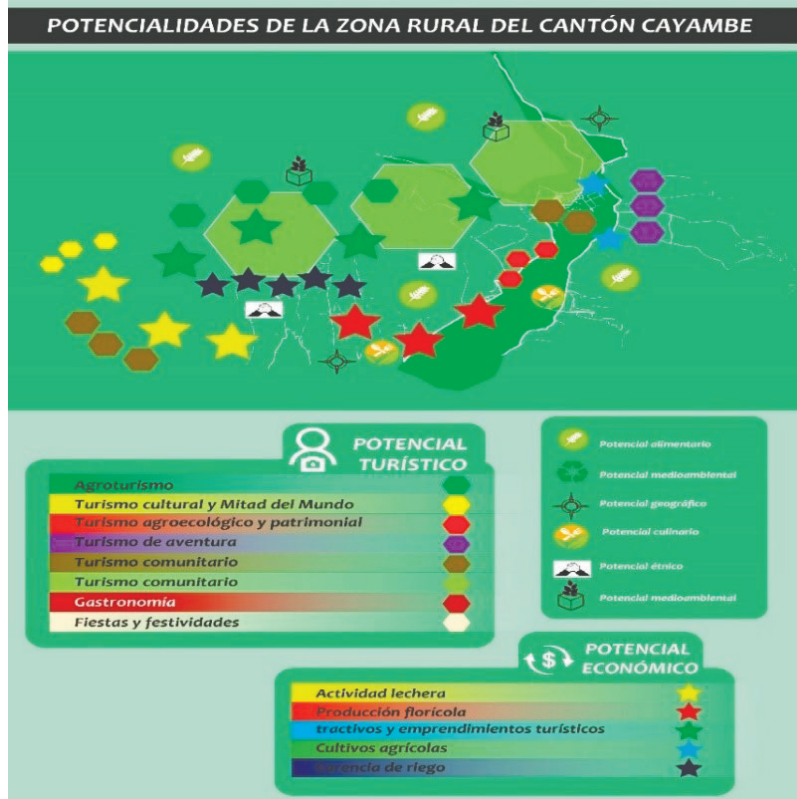 POTENCIALIDADES DE LA ZONA RURAL DEL CANTÓN CAYAMBE
POTENCIAL
TURÍSTICO
Agroturismo
Turismo cultural y Mitad del Mundo
Turismo agroecológico y patrimonial
Turismo de aventura
Turismo comunitario
Turismo comunitario
Gastronomía
Fiestas y festividades
Potencial alimentario
Potencial medioambiental
Potencial geográfico
Potencial culinario
Potencial étnico
Potencial medioambiental
$
POTENCIAL
ECONÓMICO
Actividad lechera
Producción florícola
tractivos y emprendimientos turísticos
Cultivos agrícolas
de riego